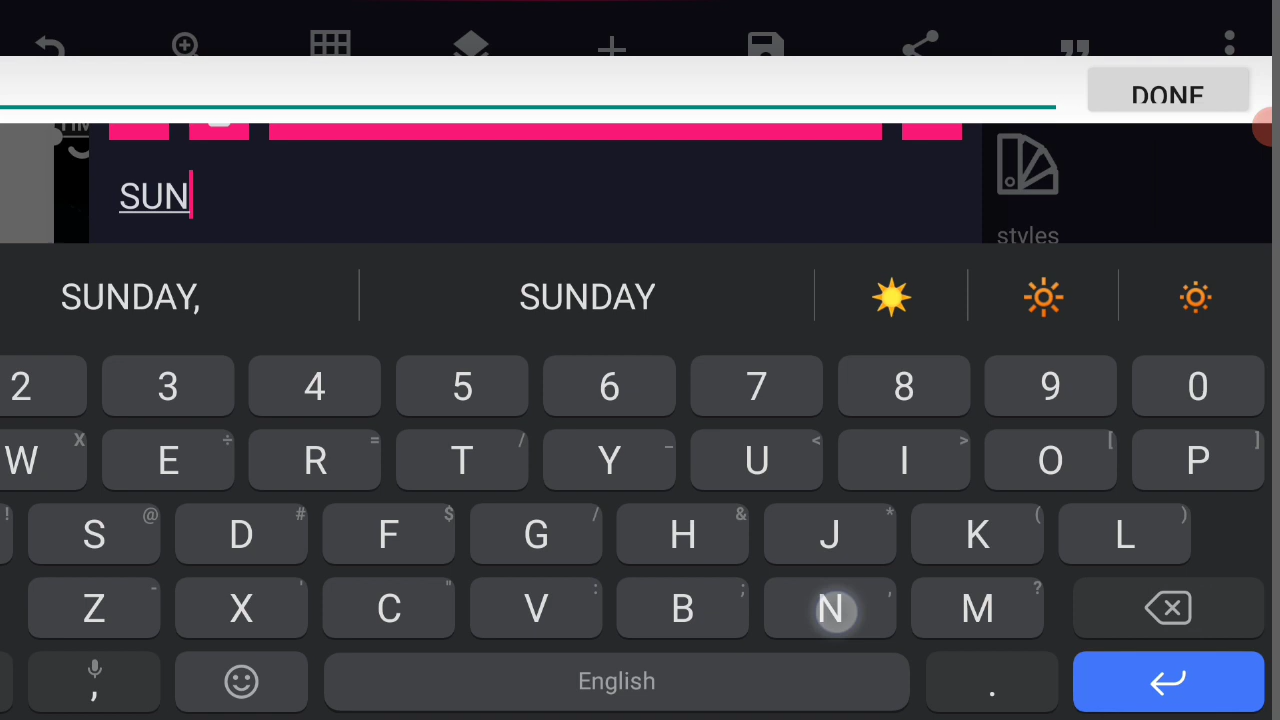 DONE
SUN
styles
SUNDAY, SUNDAY
2 3 4 5 6 7 8 9 0
W X E ÷ R = T / Y _ U < I > O [ P ]
! S @ D # F $ G / H & J * K ( L )
Z - X ' C " V : B ; N , M ?
, English .